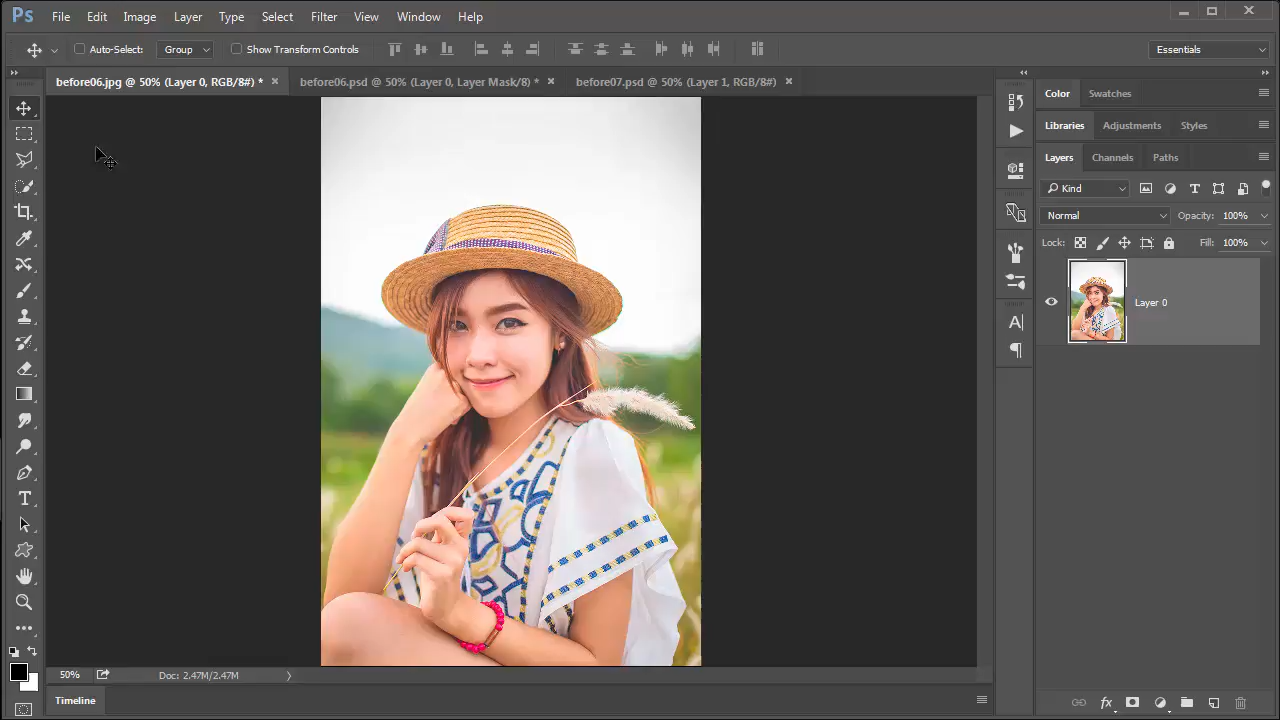 Ps File Edit Image Layer Type Select Filter View Window Help
Auto-Select: Group Show Transform Controls Essentials
before06.jpg @ 50% (Layer 0, RGB/8#) * × before06.psd @ 50% (Layer 0, Layer Mask/8) * × before07.psd @ 50% (Layer 1, RGB/8#) ×
Color Swatches
Libraries Adjustments Styles
Layers Channels Paths
Kind
Normal Opacity: 100%
Lock: Fill: 100%
Layer 0
50% Doc: 2.47M/2.47M
Timeline